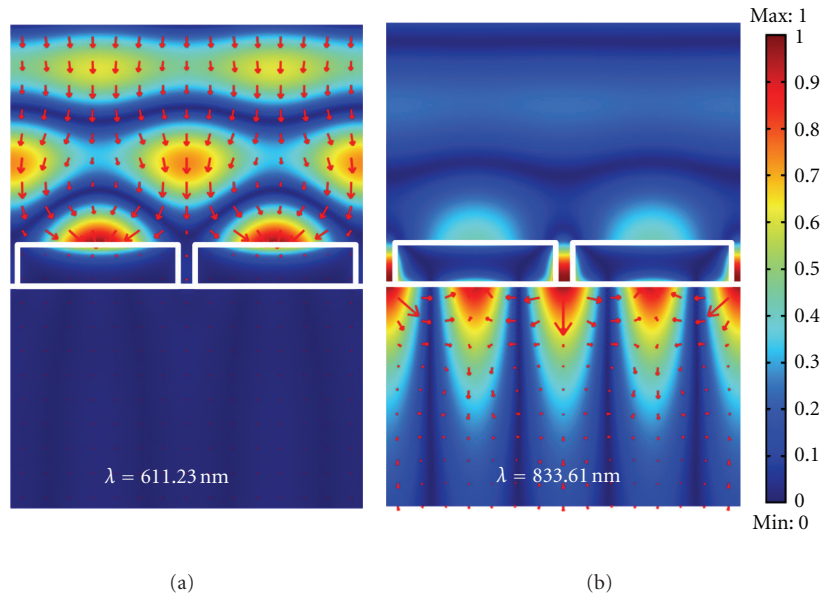 Max: 1
1
0.9
0.8
0.7
0.6
0.5
0.4
0.3
0.2
0.1
0
Min: 0
λ = 611.23 nm
λ = 833.61 nm
(a)
(b)